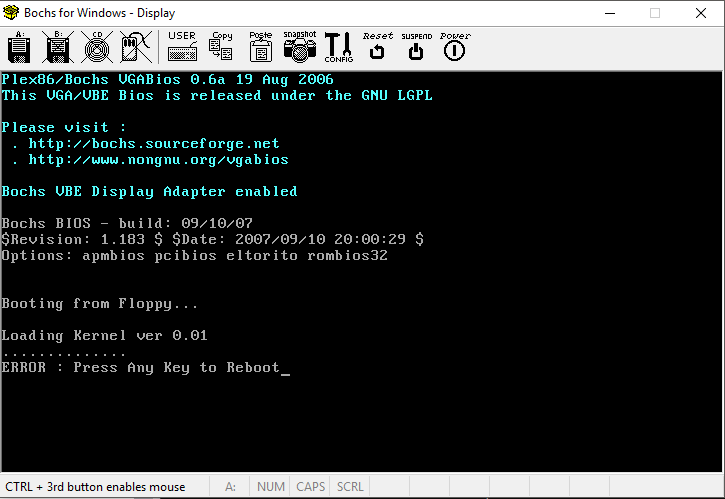 Bochs for Windows - Display
A: B: CD USER Copy Paste snapshot CONFIG Reset SUSPEND Power
Plex86/Bochs VGABios 0.6a 19 Aug 2006
This VGA/VBE Bios is released under the GNU LGPL
Please visit :
. http://bochs.sourceforge.net
. http://www.nongnu.org/vgabios
Bochs VBE Display Adapter enabled
Bochs BIOS - build: 09/10/07
$Revision: 1.183 $ $Date: 2007/09/10 20:00:29 $
Options: apmbios pcibios eltorito rombios32
Booting from Floppy...
Loading Kernel ver 0.01
..............
ERROR : Press Any Key to Reboot_
CTRL + 3rd button enables mouse A: NUM CAPS SCRL